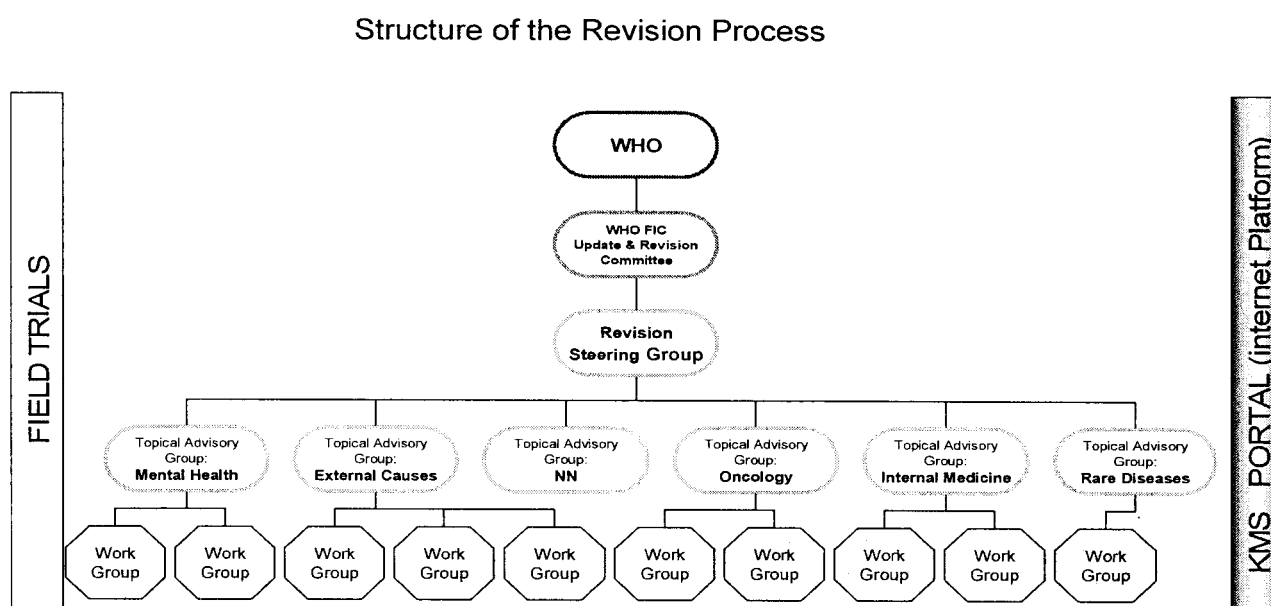 Structure of the Revision Process
FIELD TRIALS
WHO
WHO FIC
Update & Revision
Committee
Revision
Steering Group
Topical Advisory
Group:
Mental Health
Topical Advisory
Group:
External Causes
Topical Advisory
Group:
NN
Topical Advisory
Group:
Oncology
Topical Advisory
Group:
Internal Medicine
Topical Advisory
Group:
Rare Diseases
Work
Group
Work
Group
Work
Group
Work
Group
Work
Group
Work
Group
Work
Group
Work
Group
Work
Group
Work
Group
KMS PORTAL (internet Platform)